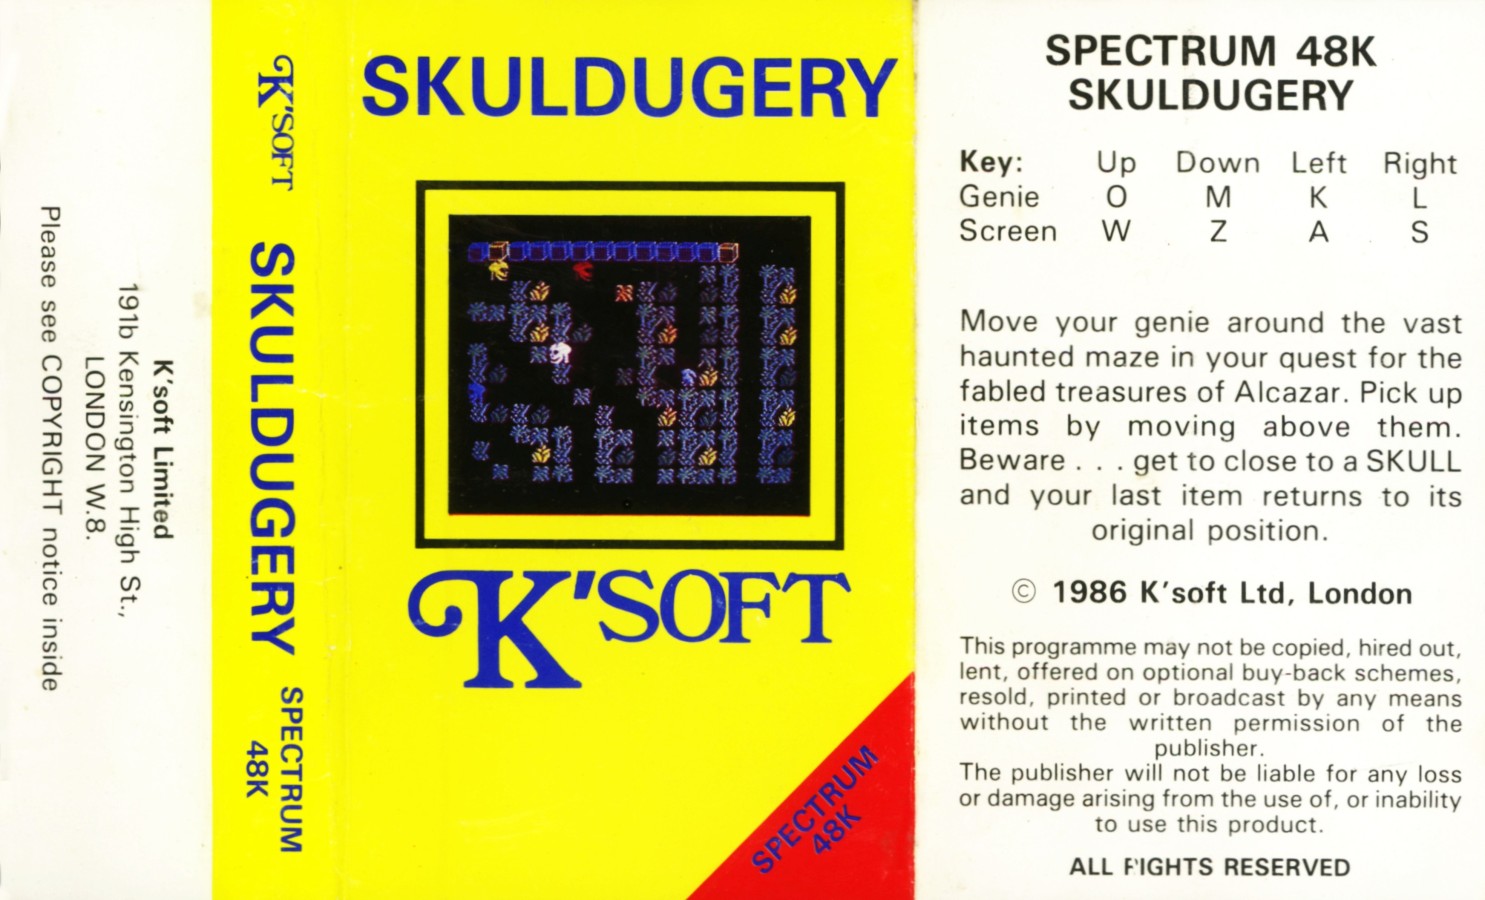 K'soft Limited
191b Kensington High St.,
LONDON W.8.
Please see COPYRIGHT notice inside
K'SOFT SKULDUGERY SPECTRUM
48K
SKULDUGERY
K'SOFT
SPECTRUM
48K
SPECTRUM 48K
SKULDUGERY
Key: Up Down Left Right
Genie O M K L
Screen W Z A S
Move your genie around the vast
haunted maze in your quest for the
fabled treasures of Alcazar. Pick up
items by moving above them.
Beware . . . get to close to a SKULL
and your last item returns to its
original position.
© 1986 K'soft Ltd, London
This programme may not be copied, hired out,
lent, offered on optional buy-back schemes,
resold, printed or broadcast by any means
without the written permission of the
publisher.
The publisher will not be liable for any loss
or damage arising from the use of, or inability
to use this product.
ALL RIGHTS RESERVED